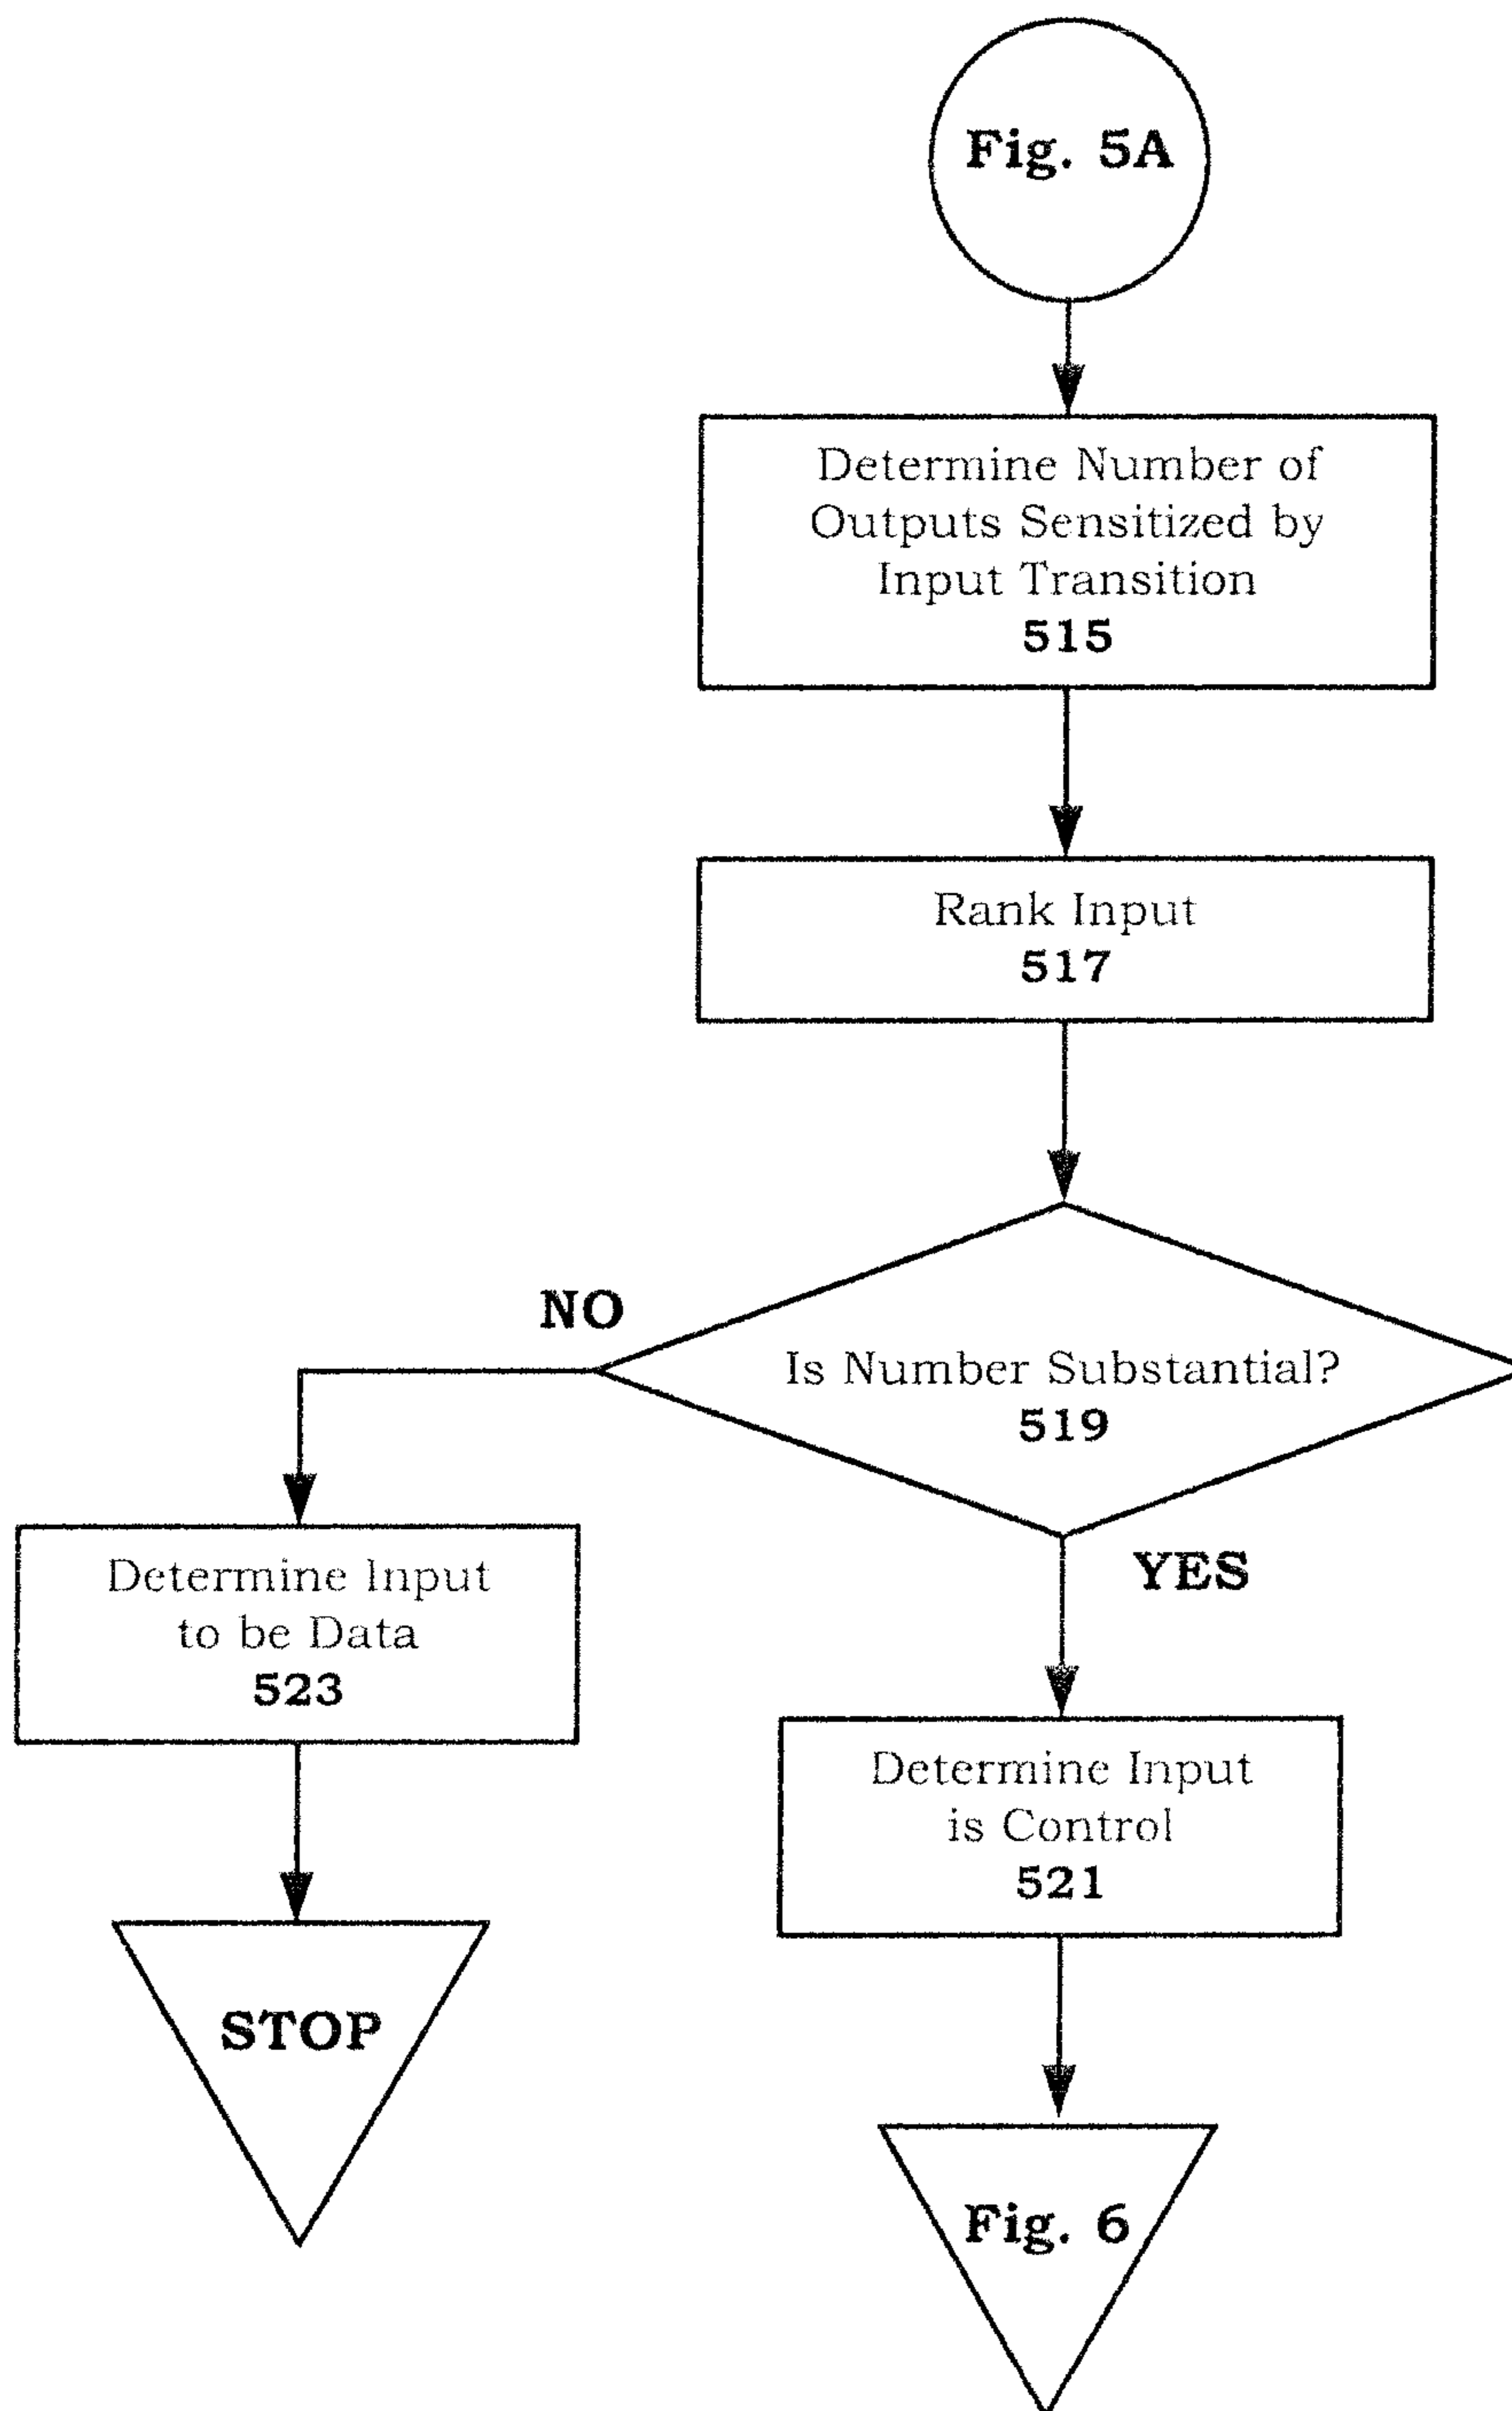 Fig. 5A
Determine Number of
Outputs Sensitized by
Input Transition
515
Rank Input
517
NO
Is Number Substantial?
519
YES
Determine Input
to be Data
523
Determine Input
is Control
521
STOP
Fig. 6